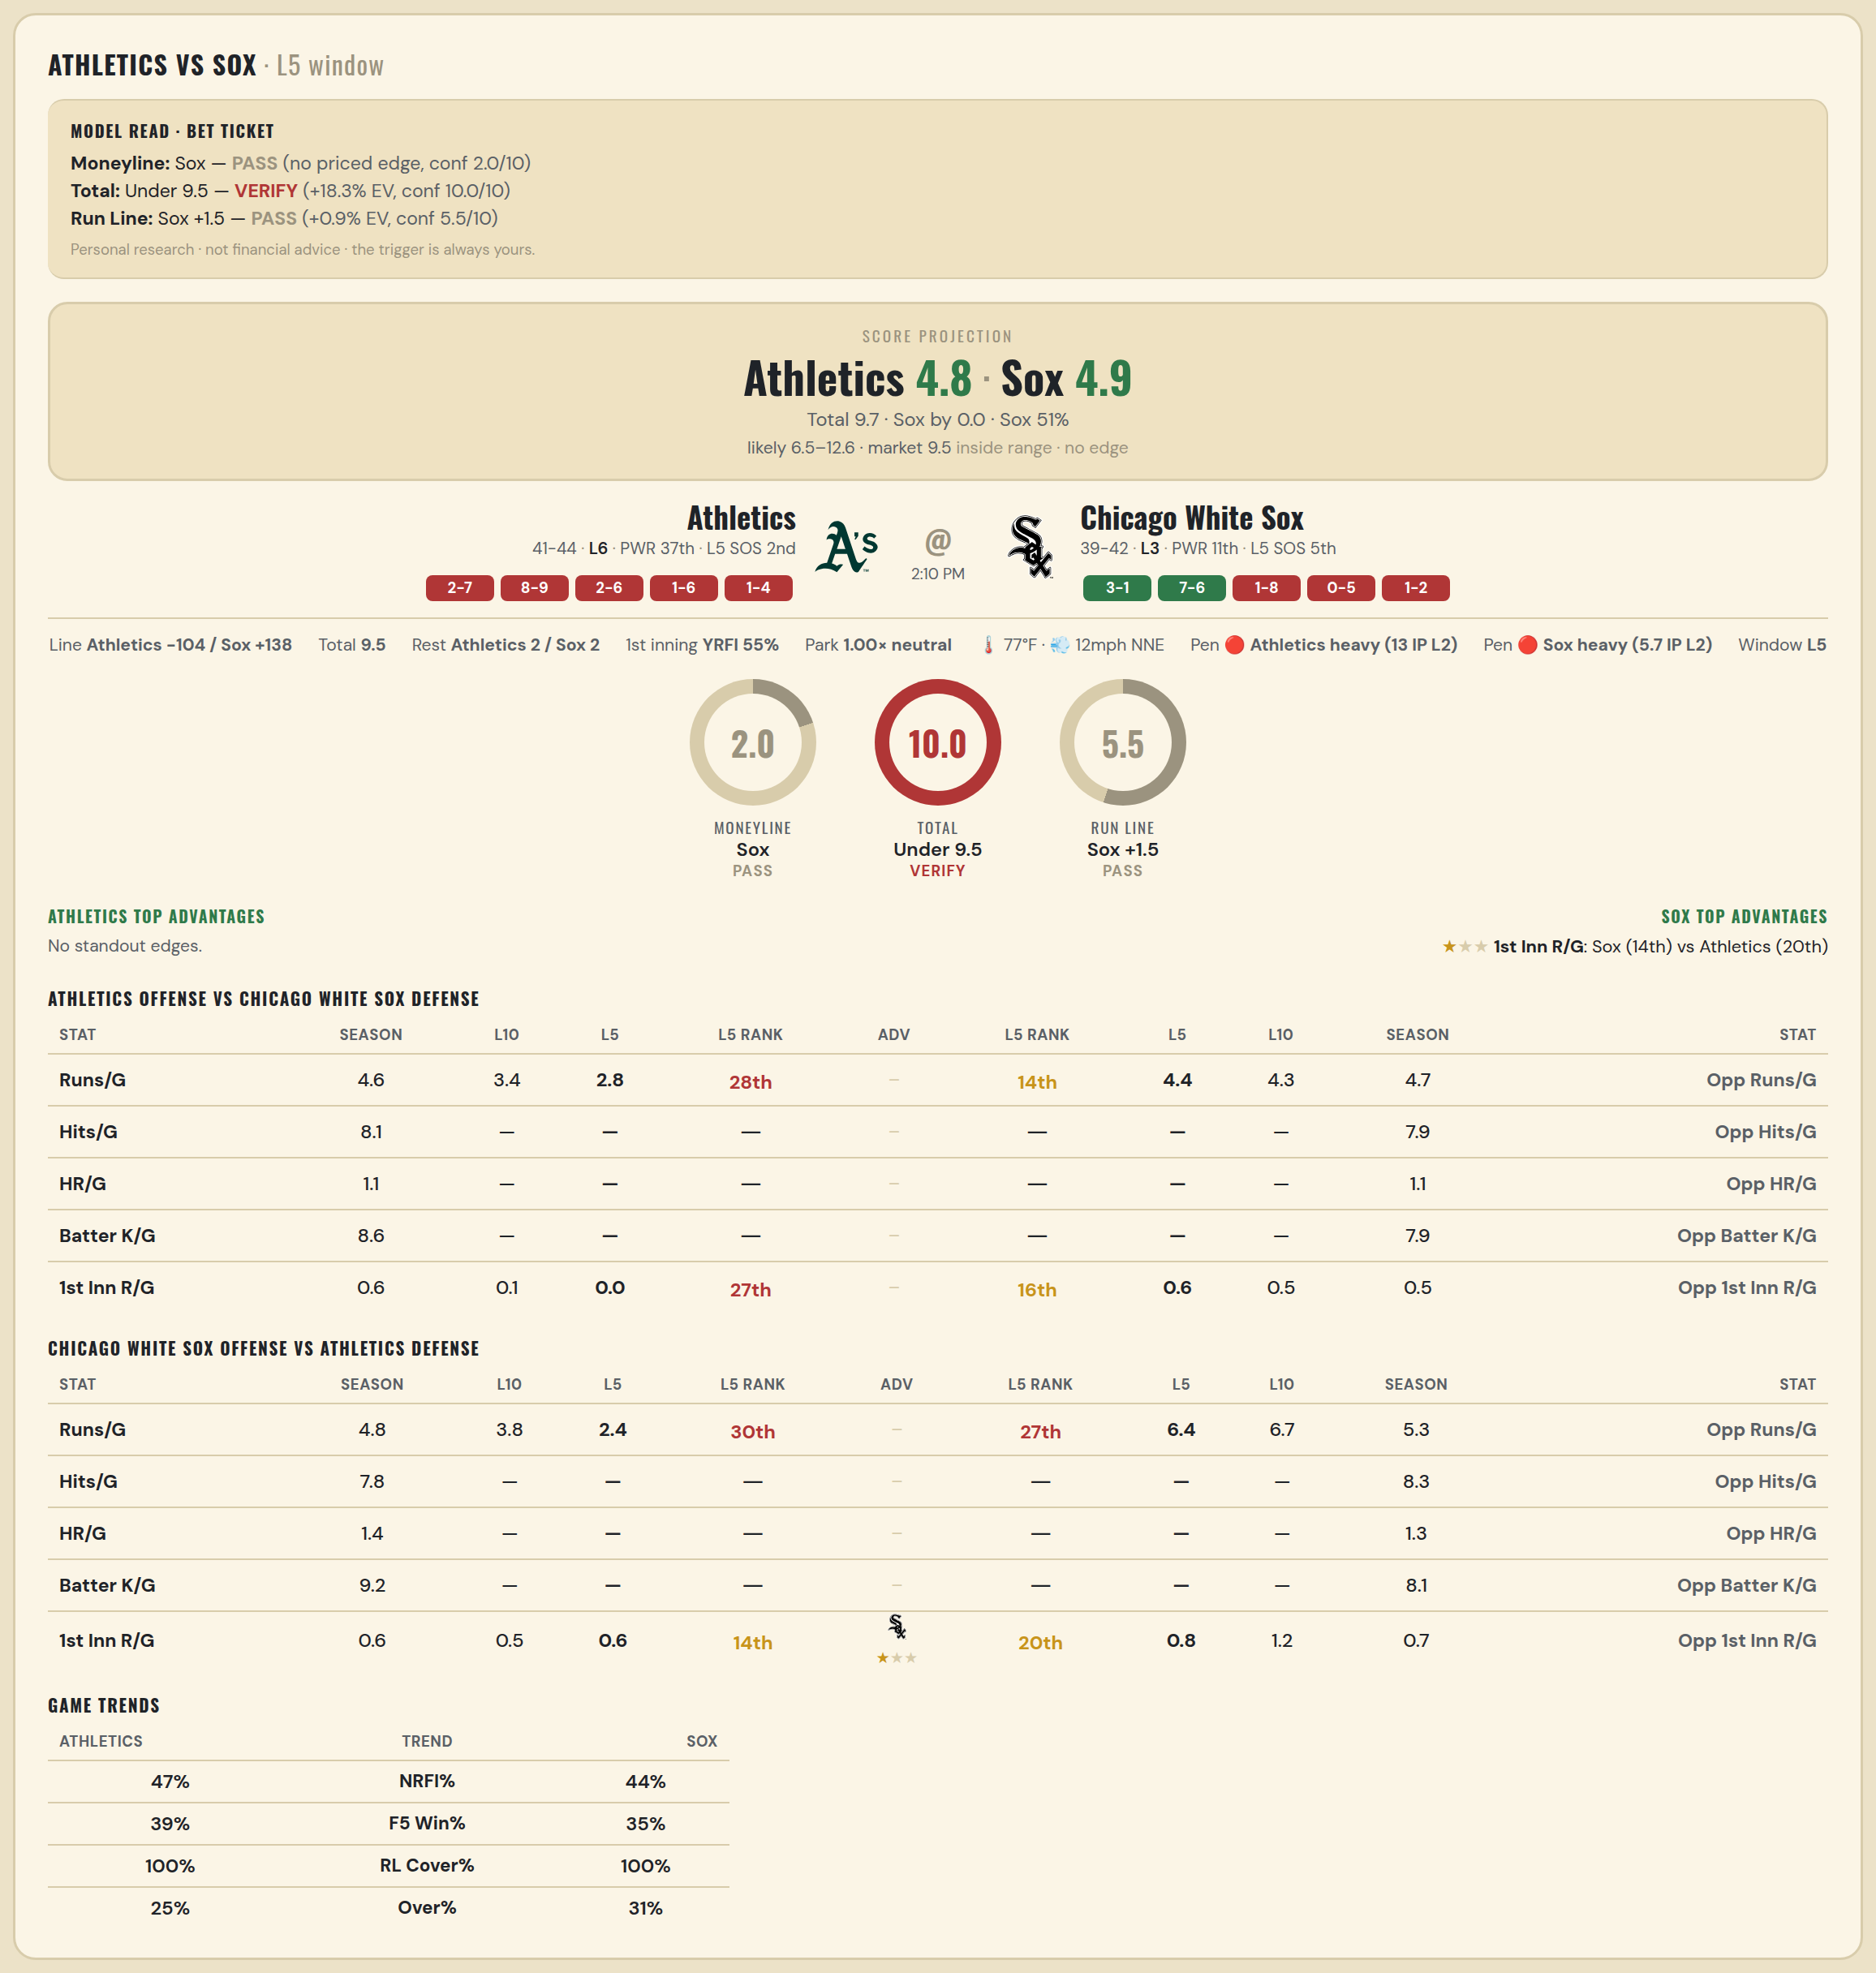 ATHLETICS VS SOX · L5 window
MODEL READ · BET TICKET
Moneyline: Sox — PASS (no priced edge, conf 2.0/10)
Total: Under 9.5 — VERIFY (+18.3% EV, conf 10.0/10)
Run Line: Sox +1.5 — PASS (+0.9% EV, conf 5.5/10)
Personal research · not financial advice · the trigger is always yours.
SCORE PROJECTION
Athletics 4.8 · Sox 4.9
Total 9.7 · Sox by 0.0 · Sox 51%
likely 6.5–12.6 · market 9.5 inside range · no edge
Athletics
41-44 · L6 · PWR 37th · L5 SOS 2nd
2-7 8-9 2-6 1-6 1-4
A's
@
2:10 PM
Sox
Chicago White Sox
39-42 · L3 · PWR 11th · L5 SOS 5th
3-1 7-6 1-8 0-5 1-2
Line Athletics -104 / Sox +138 Total 9.5 Rest Athletics 2 / Sox 2 1st inning YRFI 55% Park 1.00× neutral 🌡️ 77°F · 💨 12mph NNE Pen 🔴 Athletics heavy (13 IP L2) Pen 🔴 Sox heavy (5.7 IP L2) Window L5
2.0 10.0 5.5
MONEYLINE TOTAL RUN LINE
Sox Under 9.5 Sox +1.5
PASS VERIFY PASS
ATHLETICS TOP ADVANTAGES
No standout edges.
SOX TOP ADVANTAGES
★★★ 1st Inn R/G: Sox (14th) vs Athletics (20th)
ATHLETICS OFFENSE VS CHICAGO WHITE SOX DEFENSE
STAT SEASON L10 L5 L5 RANK ADV L5 RANK L5 L10 SEASON STAT
Runs/G 4.6 3.4 2.8 28th – 14th 4.4 4.3 4.7 Opp Runs/G
Hits/G 8.1 — — — – — — — 7.9 Opp Hits/G
HR/G 1.1 — — — – — — — 1.1 Opp HR/G
Batter K/G 8.6 — — — – — — — 7.9 Opp Batter K/G
1st Inn R/G 0.6 0.1 0.0 27th – 16th 0.6 0.5 0.5 Opp 1st Inn R/G
CHICAGO WHITE SOX OFFENSE VS ATHLETICS DEFENSE
STAT SEASON L10 L5 L5 RANK ADV L5 RANK L5 L10 SEASON STAT
Runs/G 4.8 3.8 2.4 30th – 27th 6.4 6.7 5.3 Opp Runs/G
Hits/G 7.8 — — — – — — — 8.3 Opp Hits/G
HR/G 1.4 — — — – — — — 1.3 Opp HR/G
Batter K/G 9.2 — — — – — — — 8.1 Opp Batter K/G
1st Inn R/G 0.6 0.5 0.6 14th Sox ★★★ 20th 0.8 1.2 0.7 Opp 1st Inn R/G
GAME TRENDS
ATHLETICS TREND SOX
47% NRFI% 44%
39% F5 Win% 35%
100% RL Cover% 100%
25% Over% 31%